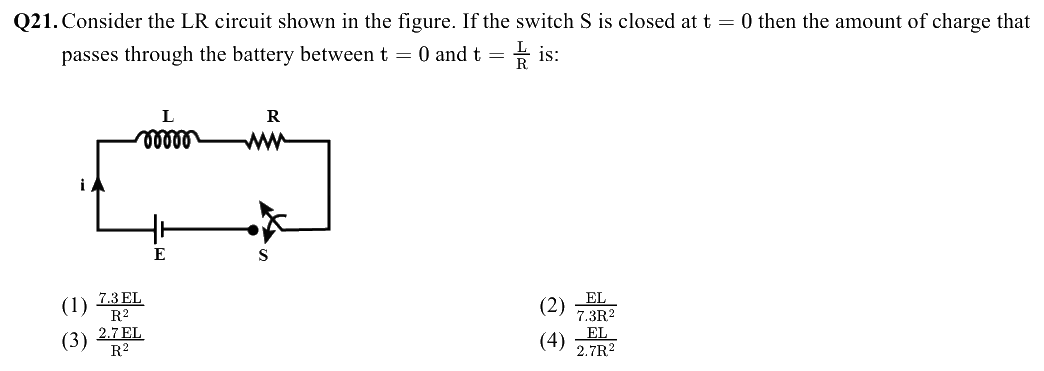 Q21. Consider the LR circuit shown in the figure. If the switch S is closed at t = 0 then the amount of charge that
passes through the battery between t = 0 and t = L/R is:
L R
i
E S
(1) 7.3 EL/R² (2) EL/7.3R²
(3) 2.7 EL/R² (4) EL/2.7R²